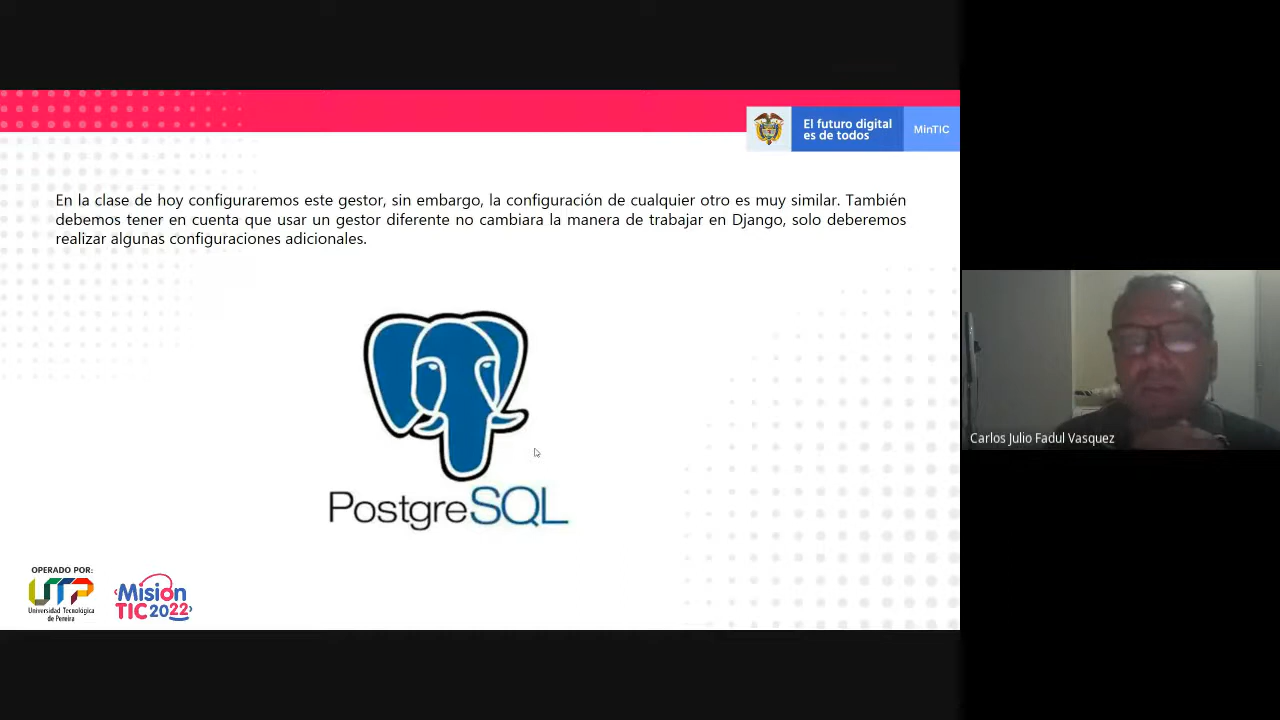 El futuro digital
es de todos
MinTIC
En la clase de hoy configuraremos este gestor, sin embargo, la configuración de cualquier otro es muy similar. También
debemos tener en cuenta que usar un gestor diferente no cambiara la manera de trabajar en Django, solo deberemos
realizar algunas configuraciones adicionales.
PostgreSQL
Carlos Julio Fadul Vasquez
OPERADO POR:
UTP
Universidad Tecnológica
de Pereira
Misión
TIC 2022